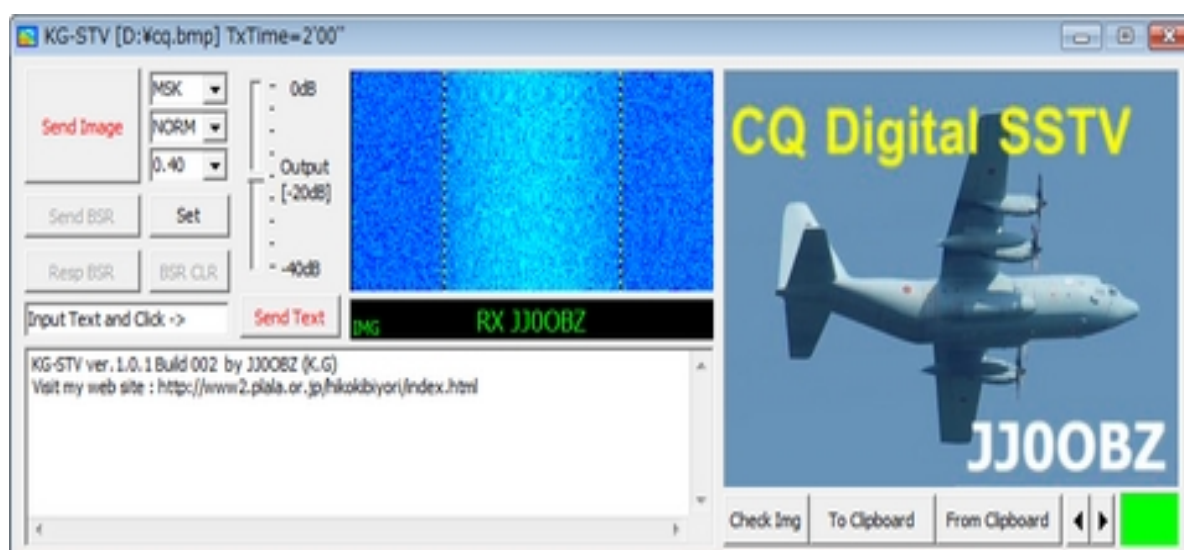 KG-STV [D:¥cq.bmp] TxTime=2'00"
Send Image
MSK
NORM
0.40
0dB
Output
[-20dB]
-40dB
Send BSR
Set
Resp BSR
BSR CLR
Input Text and Click ->
Send Text
IMG
RX JJ0OBZ
KG-STV ver.1.0.1 Build 002 by JJ0OBZ (K.G)
Visit my web site : http://www2.plala.or.jp/hikokibiyori/index.html
CQ Digital SSTV
JJ0OBZ
Check Img
To Clipboard
From Clipboard